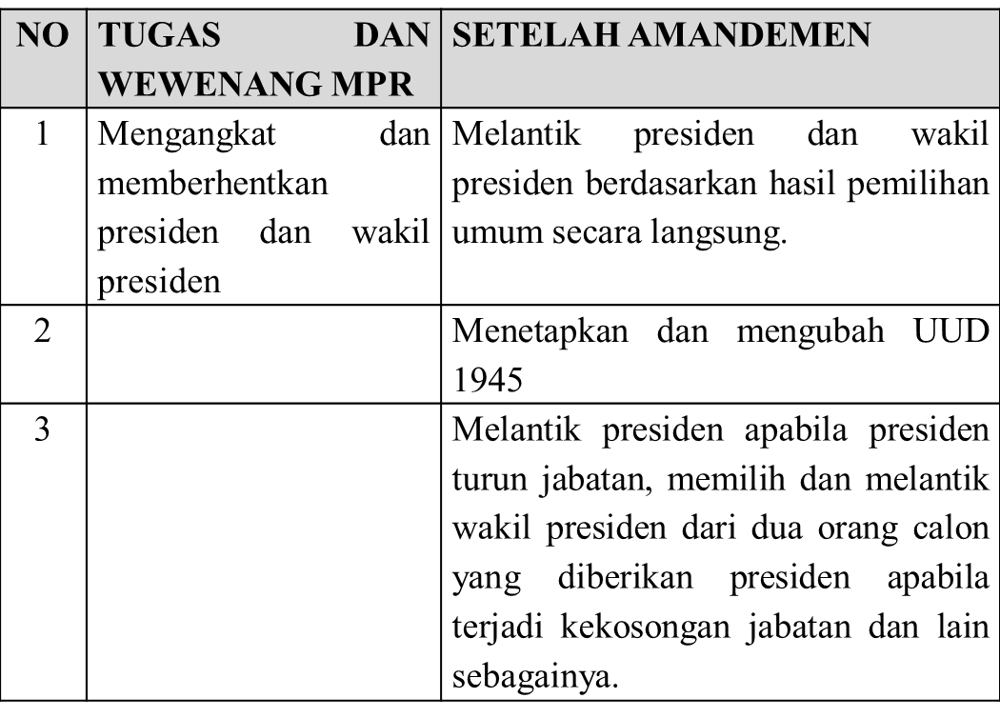 NO TUGAS DAN WEWENANG MPR SETELAH AMANDEMEN
1 Mengangkat dan memberhentkan presiden dan wakil presiden
Melantik presiden dan wakil
presiden berdasarkan hasil pemilihan
umum secara langsung.
2 Menetapkan dan mengubah UUD
1945
3 Melantik presiden apabila presiden
turun jabatan, memilih dan melantik
wakil presiden dari dua orang calon
yang diberikan presiden apabila
terjadi kekosongan jabatan dan lain
sebagainya.